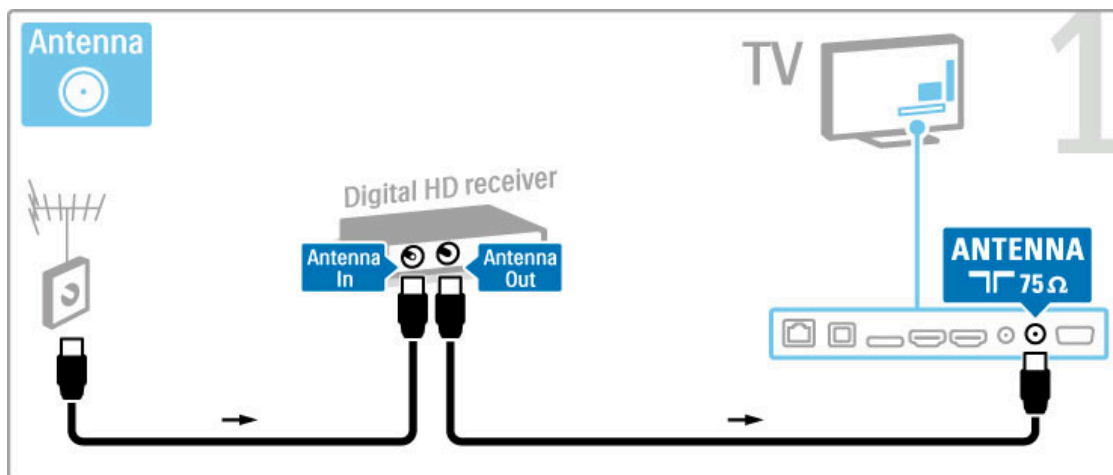 Antenna
TV
1
Digital HD receiver
Antenna
In
Antenna
Out
ANTENNA
75 Ω